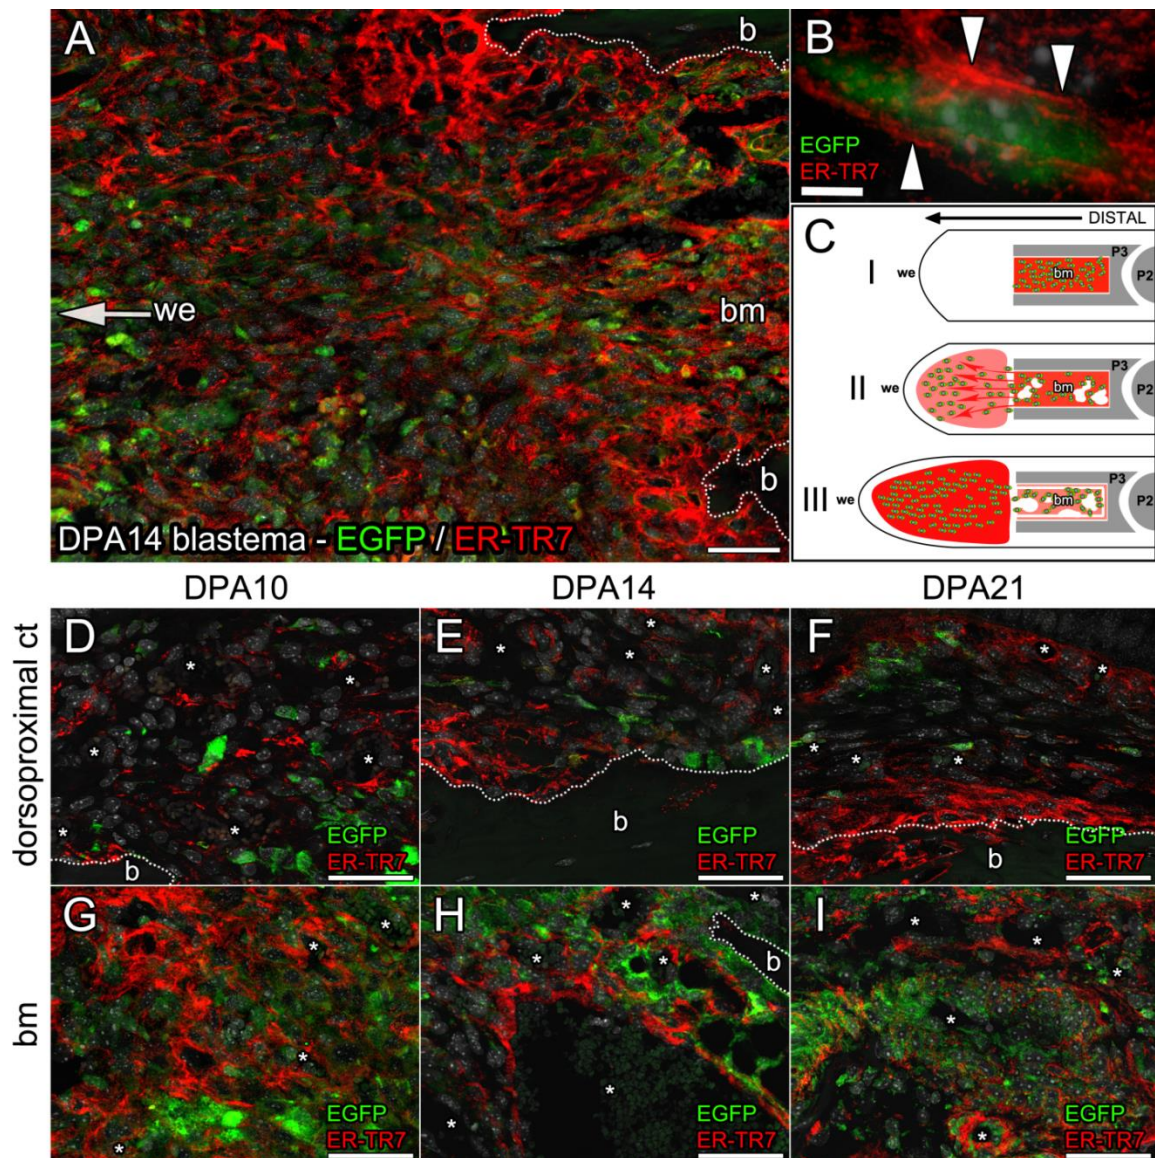 A
b
we
bm
b
DPA14 blastema - EGFP / ER-TR7
B
EGFP
ER-TR7
C
DISTAL
I
we
bm
P3
P2
II
we
bm
P3
P2
III
we
bm
P3
P2
DPA10
DPA14
DPA21
dorsoproximal ct
D
*
*
*
*
*
*
b
EGFP
ER-TR7
E
*
*
*
*
*
b
EGFP
ER-TR7
F
*
*
*
*
*
b
EGFP
ER-TR7
bm
G
*
*
*
*
EGFP
ER-TR7
H
*
*
*
*
*
*
b
EGFP
ER-TR7
I
*
*
*
*
*
EGFP
ER-TR7